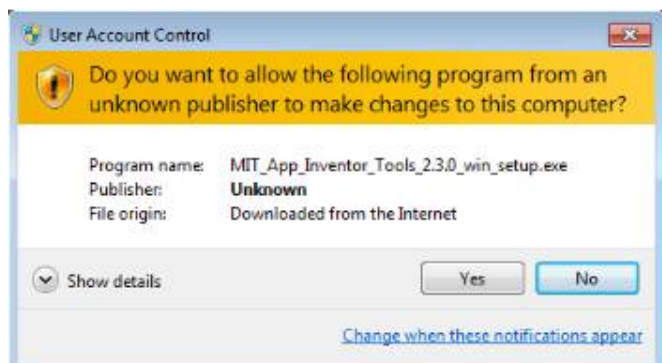 User Account Control
Do you want to allow the following program from an
unknown publisher to make changes to this computer?
Program name: MIT_App_Inventor_Tools_2.3.0_win_setup.exe
Publisher: Unknown
File origin: Downloaded from the Internet
Show details Yes No
Change when these notifications appear